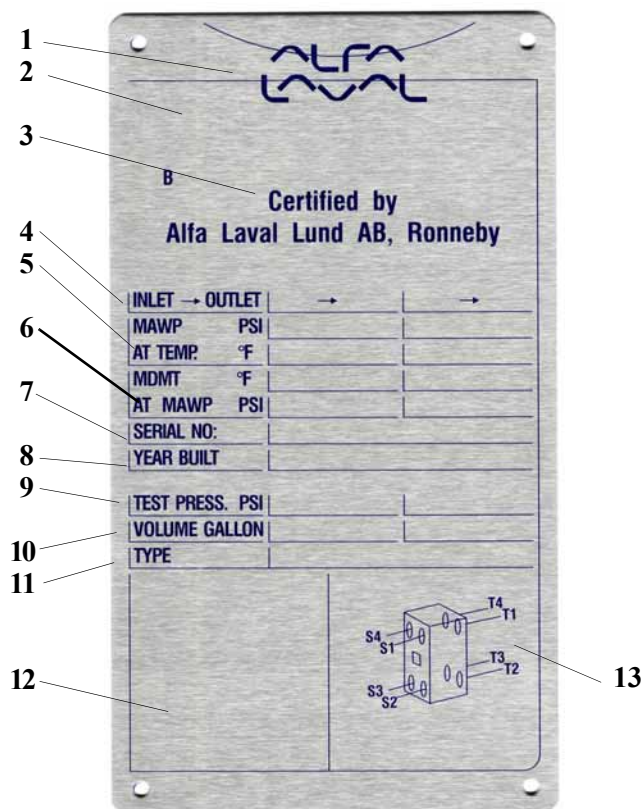 1
ALFA
2
LAVAL
3
B
Certified by
Alfa Laval Lund AB, Ronneby
4
INLET → OUTLET → →
5
MAWP PSI
6
AT TEMP. °F
MDMT °F
7
AT MAWP PSI
SERIAL NO:
8
YEAR BUILT
9
TEST PRESS. PSI
10
VOLUME GALLON
11
TYPE
T4
T1
S4
S1
T3
T2
12
13
S3
S2